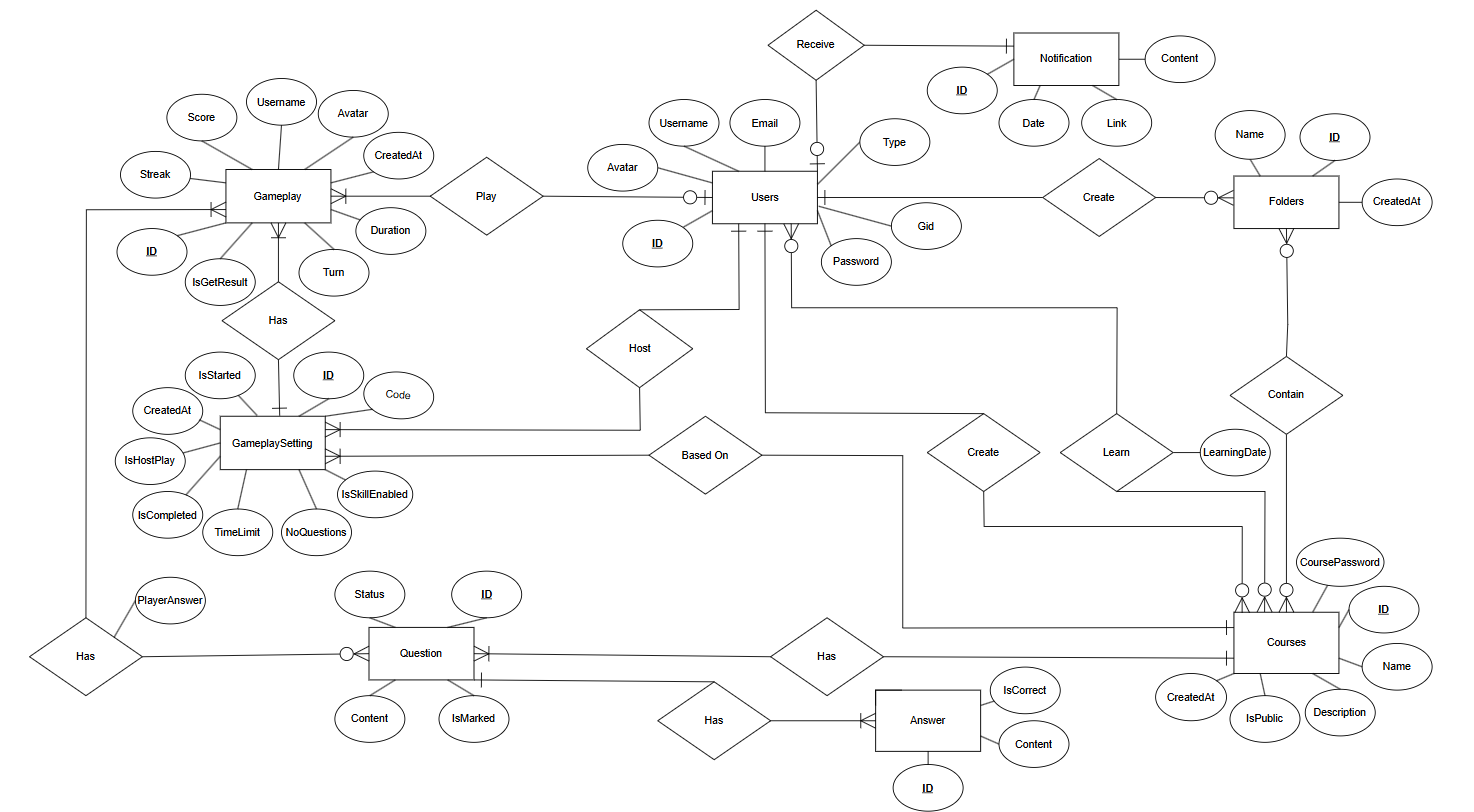 Receive
Notification
Content
ID
Date
Link
Score
Username
Avatar
CreatedAt
Streak
Gameplay
ID
IsGetResult
Turn
Duration
Play
Username
Email
Type
Avatar
Users
ID
Gid
Password
Create
Name
ID
Folders
CreatedAt
Has
Host
Contain
IsStarted
ID
Code
CreatedAt
GameplaySetting
IsHostPlay
IsCompleted
TimeLimit
NoQuestions
IsSkillEnabled
Based On
Create
Learn
LearningDate
PlayerAnswer
Has
Status
ID
Question
Content
IsMarked
Has
Has
Answer
IsCorrect
Content
ID
CoursePassword
ID
Courses
Name
CreatedAt
IsPublic
Description